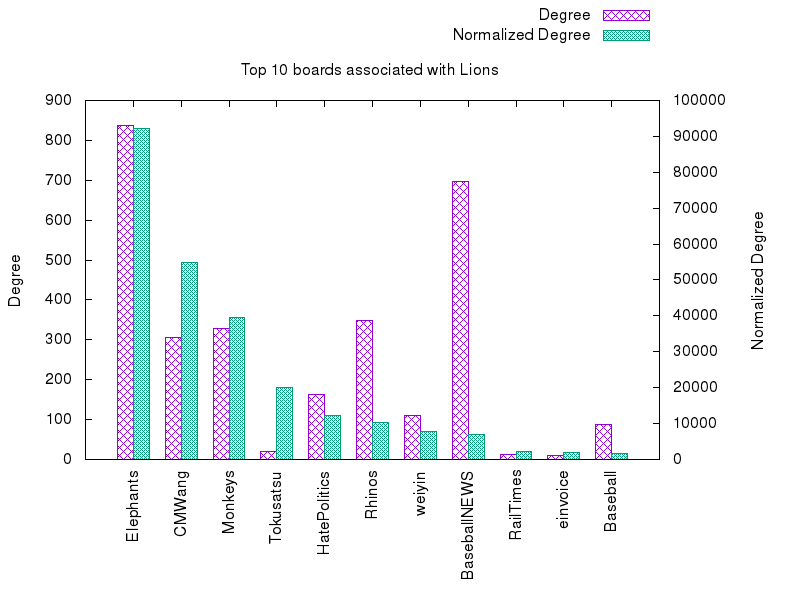 Degree
Normalized Degree
Top 10 boards associated with Lions
900
800
700
600
500
400
300
200
100
0
100000
90000
80000
70000
60000
50000
40000
30000
20000
10000
0
Degree
Normalized Degree
Elephants
CMWang
Monkeys
Tokusatsu
HatePolitics
Rhinos
weiyin
BaseballNEWS
RailTimes
einvoice
Baseball